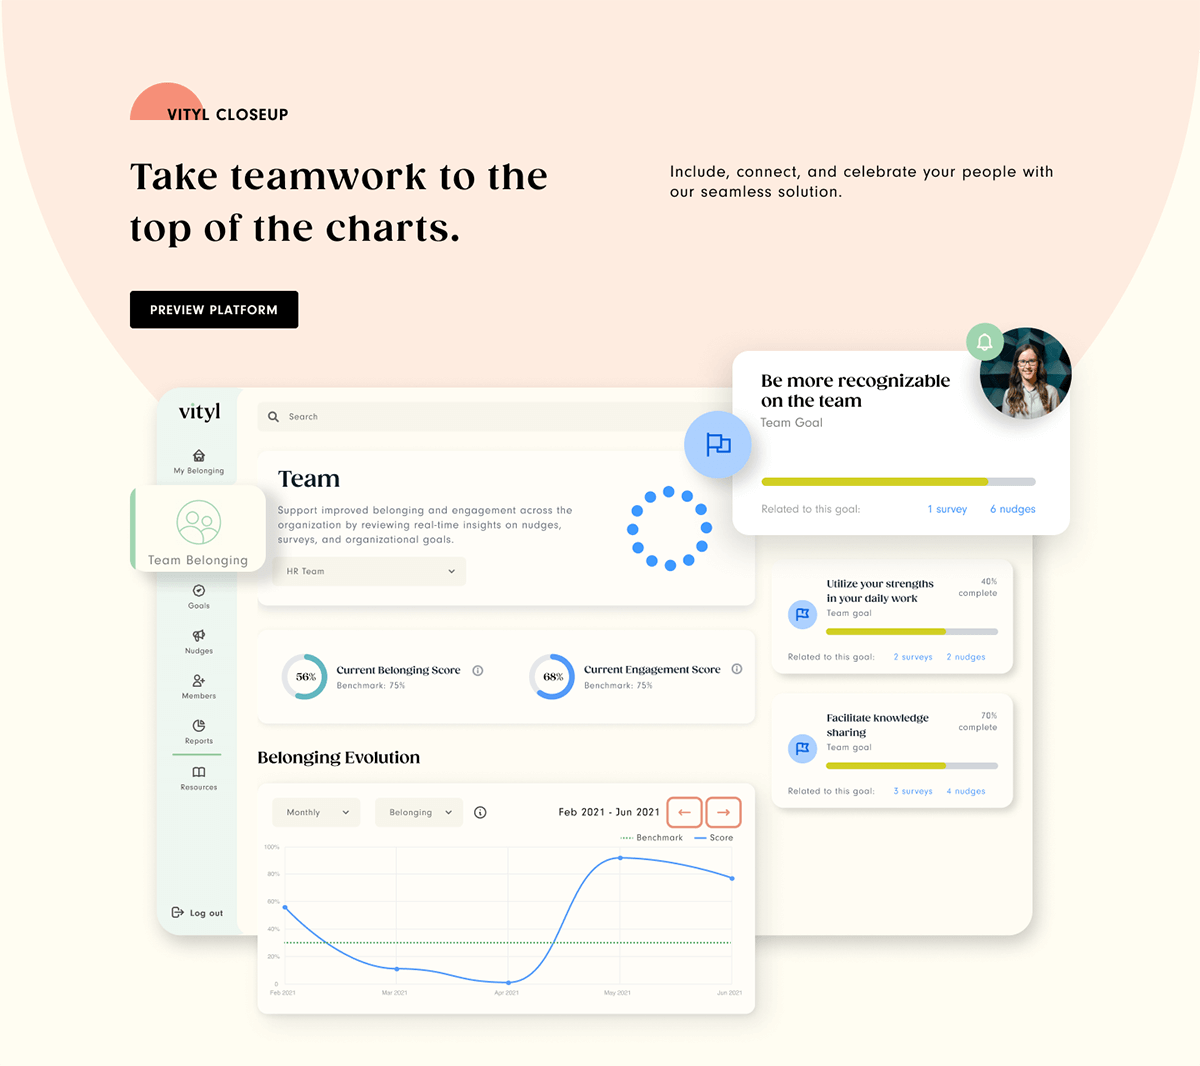 VITYL CLOSEUP
Take teamwork to the
top of the charts.
Include, connect, and celebrate your people with
our seamless solution.
PREVIEW PLATFORM
vityl
My Belonging
Team Belonging
Goals
Nudges
Members
Reports
Resources
Log out
Search
Team
Support improved belonging and engagement across the
organization by reviewing real-time insights on nudges,
surveys, and organizational goals.
HR Team
Be more recognizable
on the team
Team Goal
Related to this goal: 1 survey 6 nudges
Utilize your strengths
in your daily work
Team goal
40%
complete
Related to this goal: 2 surveys 2 nudges
56%
Current Belonging Score
Benchmark: 75%
68%
Current Engagement Score
Benchmark: 75%
Facilitate knowledge
sharing
Team goal
70%
complete
Related to this goal: 3 surveys 4 nudges
Belonging Evolution
Monthly
Belonging
Feb 2021 - Jun 2021
Benchmark Score
100%
80%
60%
40%
20%
0
Feb 2021 Mar 2021 Apr 2021 May 2021 Jun 2021